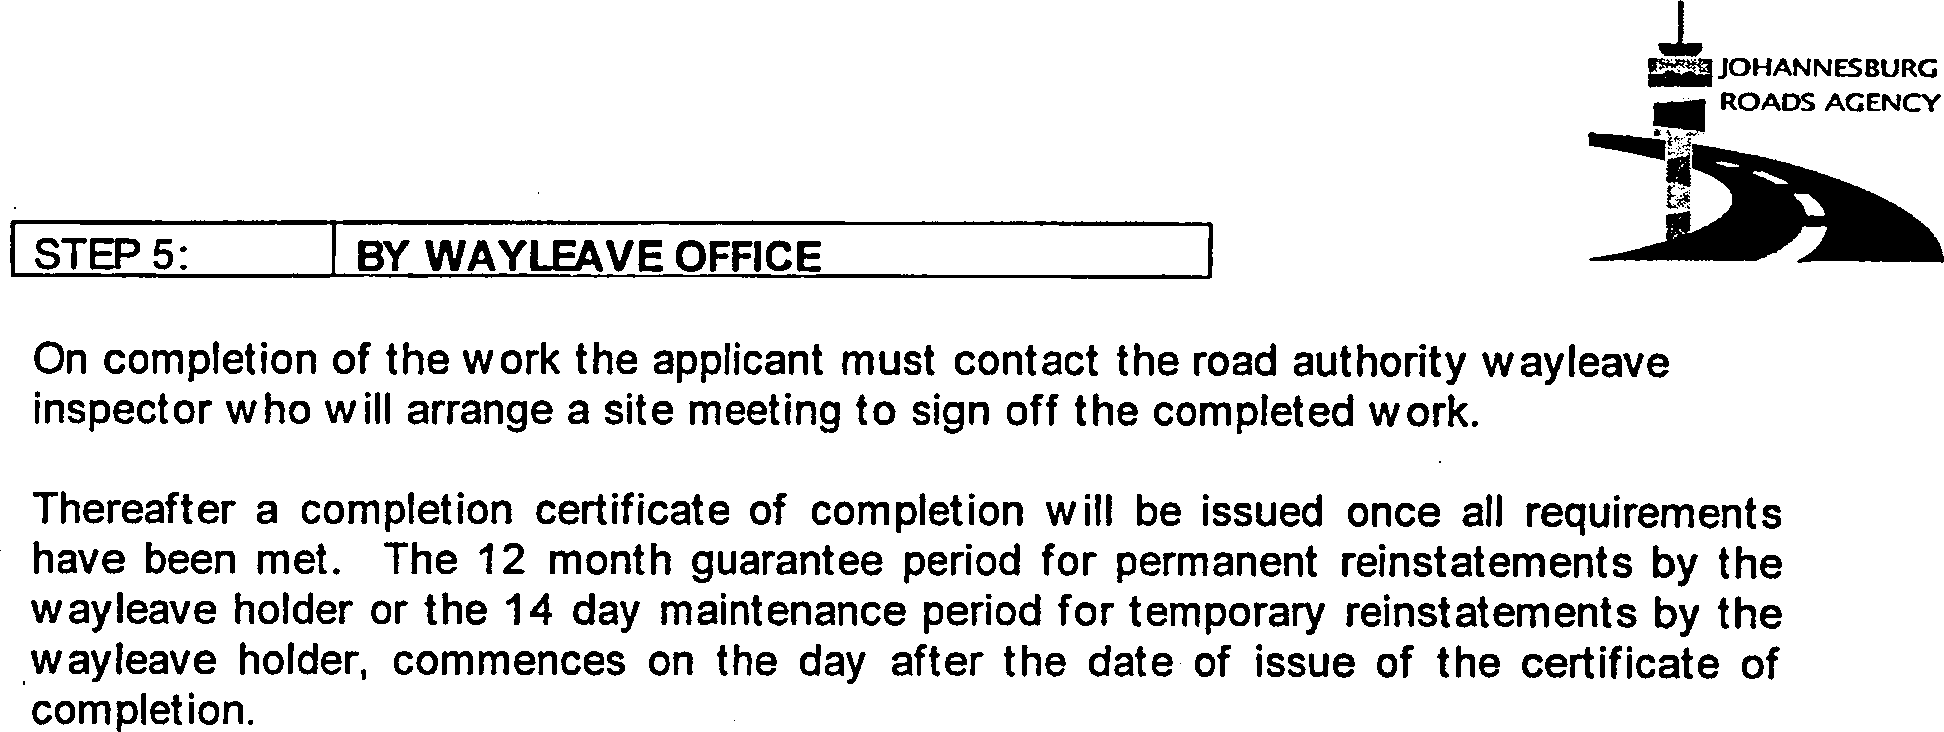 JOHANNESBURG
ROADS AGENCY
STEP 5: BY WAYLEAVE OFFICE
On completion of the work the applicant must contact the road authority wayleave
inspector who will arrange a site meeting to sign off the completed work.
Thereafter a completion certificate of completion will be issued once all requirements
have been met. The 12 month guarantee period for permanent reinstatements by the
wayleave holder or the 14 day maintenance period for temporary reinstatements by the
wayleave holder, commences on the day after the date of issue of the certificate of
completion.